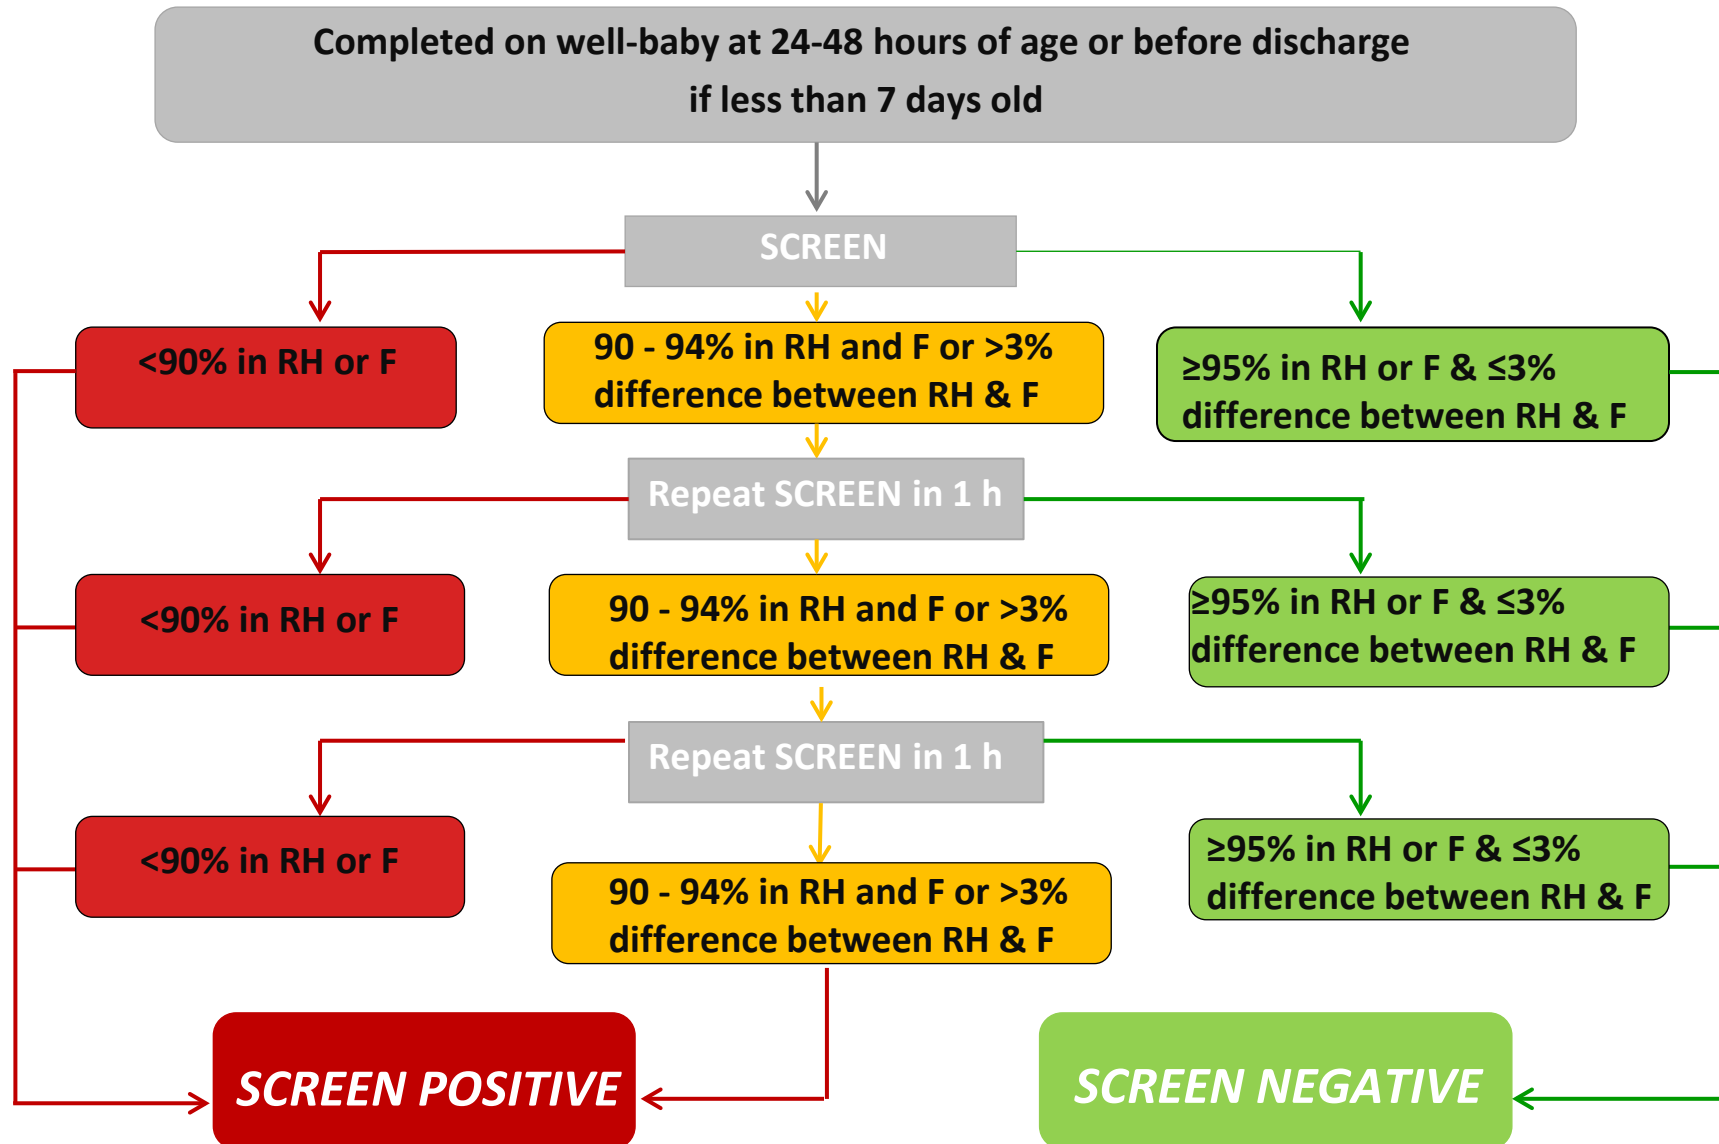 Completed on well-baby at 24-48 hours of age or before discharge
if less than 7 days old
SCREEN
<90% in RH or F
90 - 94% in RH and F or >3%
difference between RH & F
≥95% in RH or F & ≤3%
difference between RH & F
Repeat SCREEN in 1 h
<90% in RH or F
90 - 94% in RH and F or >3%
difference between RH & F
≥95% in RH or F & ≤3%
difference between RH & F
Repeat SCREEN in 1 h
<90% in RH or F
90 - 94% in RH and F or >3%
difference between RH & F
≥95% in RH or F & ≤3%
difference between RH & F
SCREEN POSITIVE
SCREEN NEGATIVE